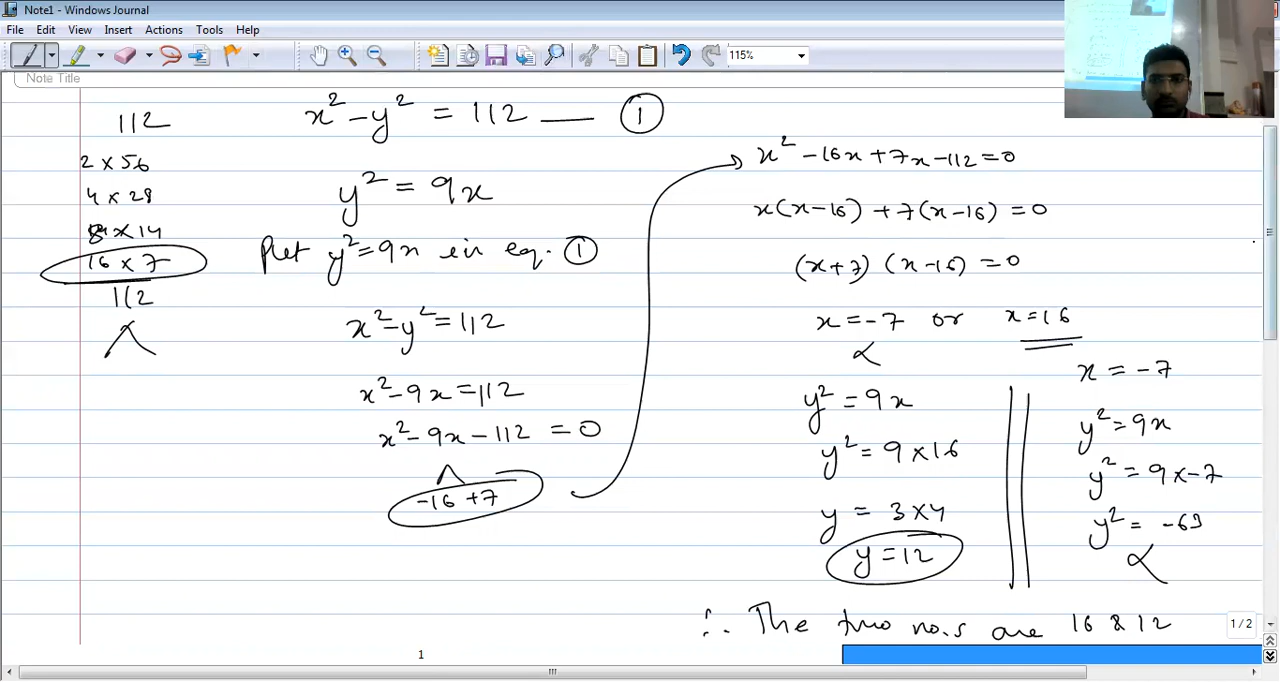 Note1 - Windows Journal
File Edit View Insert Actions Tools Help
115%
Note Title
112
2 × 56
4 × 28
8 × 14
16 × 7
112
x² - y² = 112 — ①
y² = 9x
Put y² = 9x in eq. ①
x² - y² = 112
x² - 9x = 112
x² - 9x - 112 = 0
-16 +7
x² - 16x + 7x - 112 = 0
x(x-16) + 7(x-16) = 0
(x+7) (x-16) = 0
x = -7 or x = 16
y² = 9x
y² = 9 × 16
y = 3 × 4
y = 12
x = -7
y² = 9x
y² = 9 × -7
y² = -63
∴ The two no.s are 16 & 12
1
1 / 2